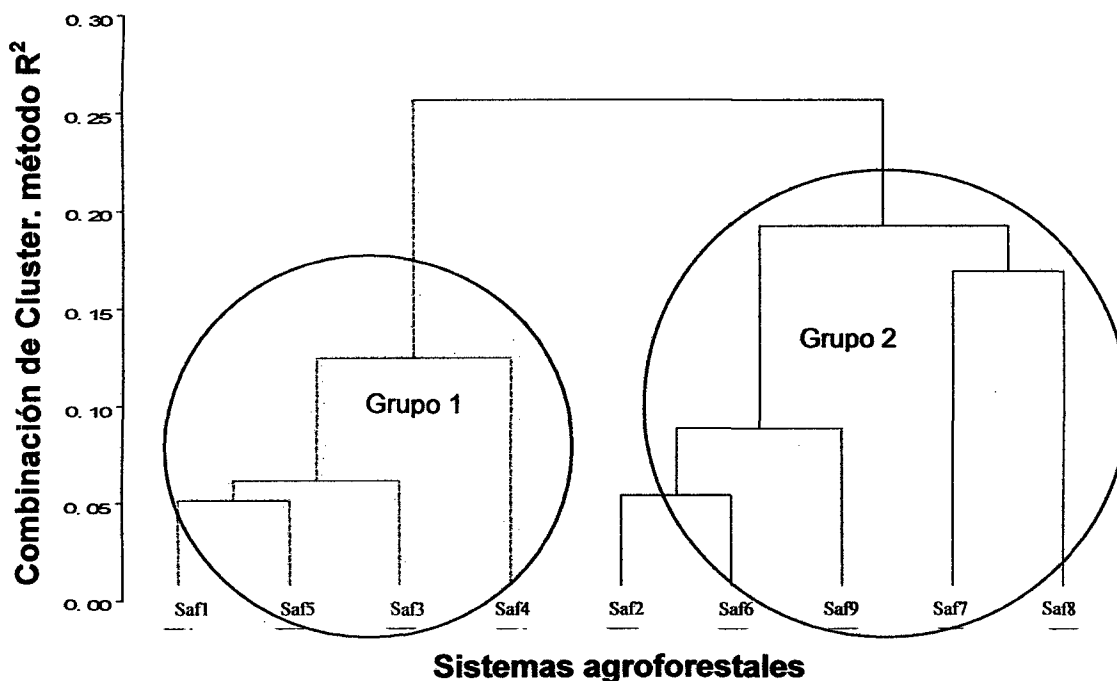 Combinación de Cluster. método R²
0. 30
0. 25
0. 20
0. 15
0. 10
0. 05
0. 00
Grupo 1
Grupo 2
Saf1 Saf5 Saf3 Saf4 Saf2 Saf6 Saf9 Saf7 Saf8
Sistemas agroforestales